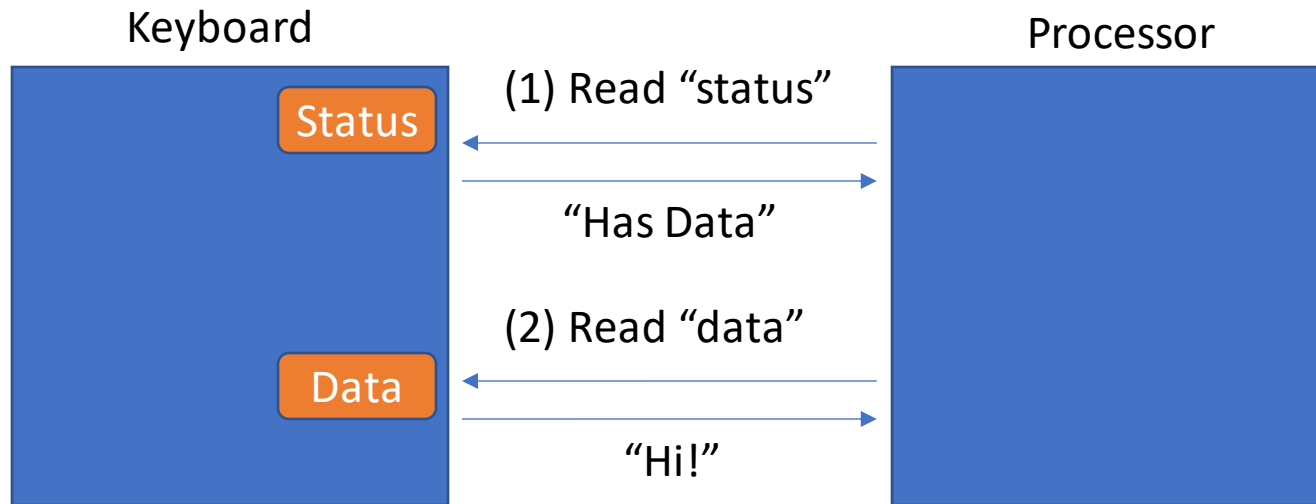 Keyboard
Processor
Status
(1) Read “status”
“Has Data”
(2) Read “data”
Data
“Hi!”